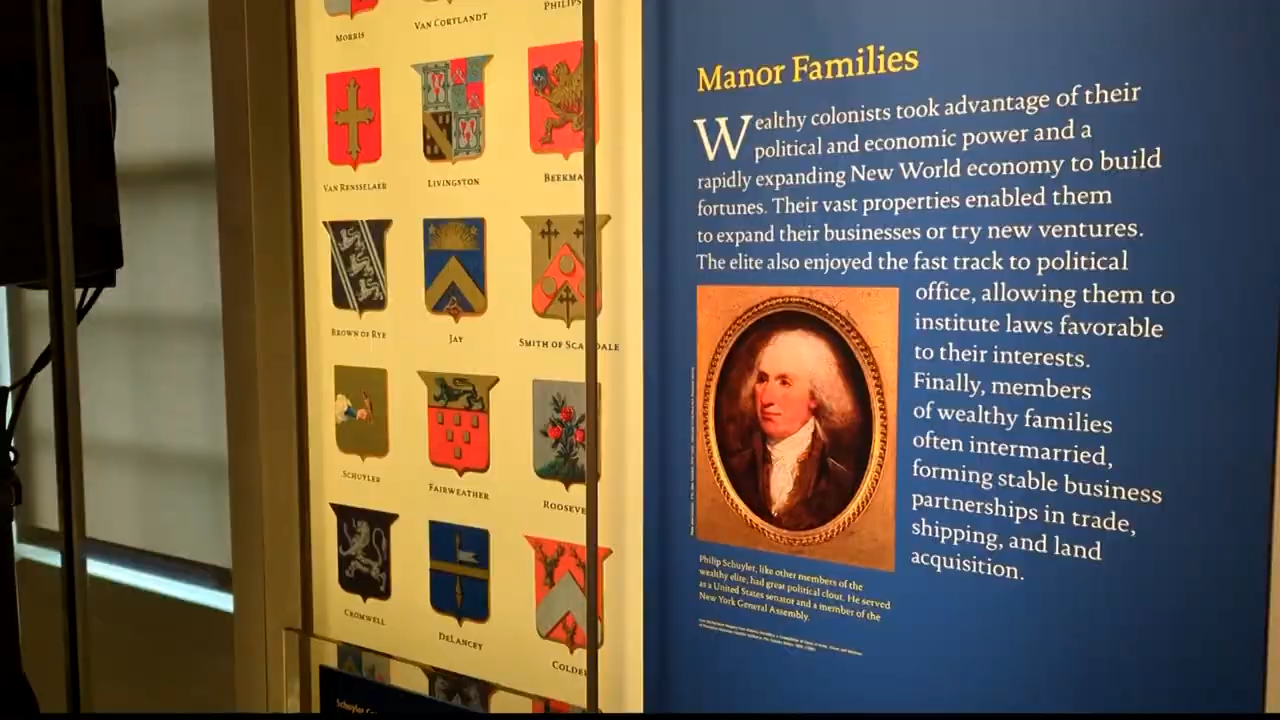 MORRIS
VAN CORTLANDT
PHILIPS
VAN RENSSELAER
LIVINGSTON
BEEKMA
BROWN OF RYE
JAY
SMITH OF SCA DALE
SCHUYLER
FAIRWEATHER
ROOSEVE
CROMWELL
DELANCEY
COLDE
Schuyler
Manor Families
Wealthy colonists took advantage of their
political and economic power and a
rapidly expanding New World economy to build
fortunes. Their vast properties enabled them
to expand their businesses or try new ventures.
The elite also enjoyed the fast track to political
office, allowing them to
institute laws favorable
to their interests.
Finally, members
of wealthy families
often intermarried,
forming stable business
partnerships in trade,
shipping, and land
acquisition.
Philip Schuyler, like other members of the
wealthy elite, had great political clout. He served
as a United States senator and a member of the
New York General Assembly.